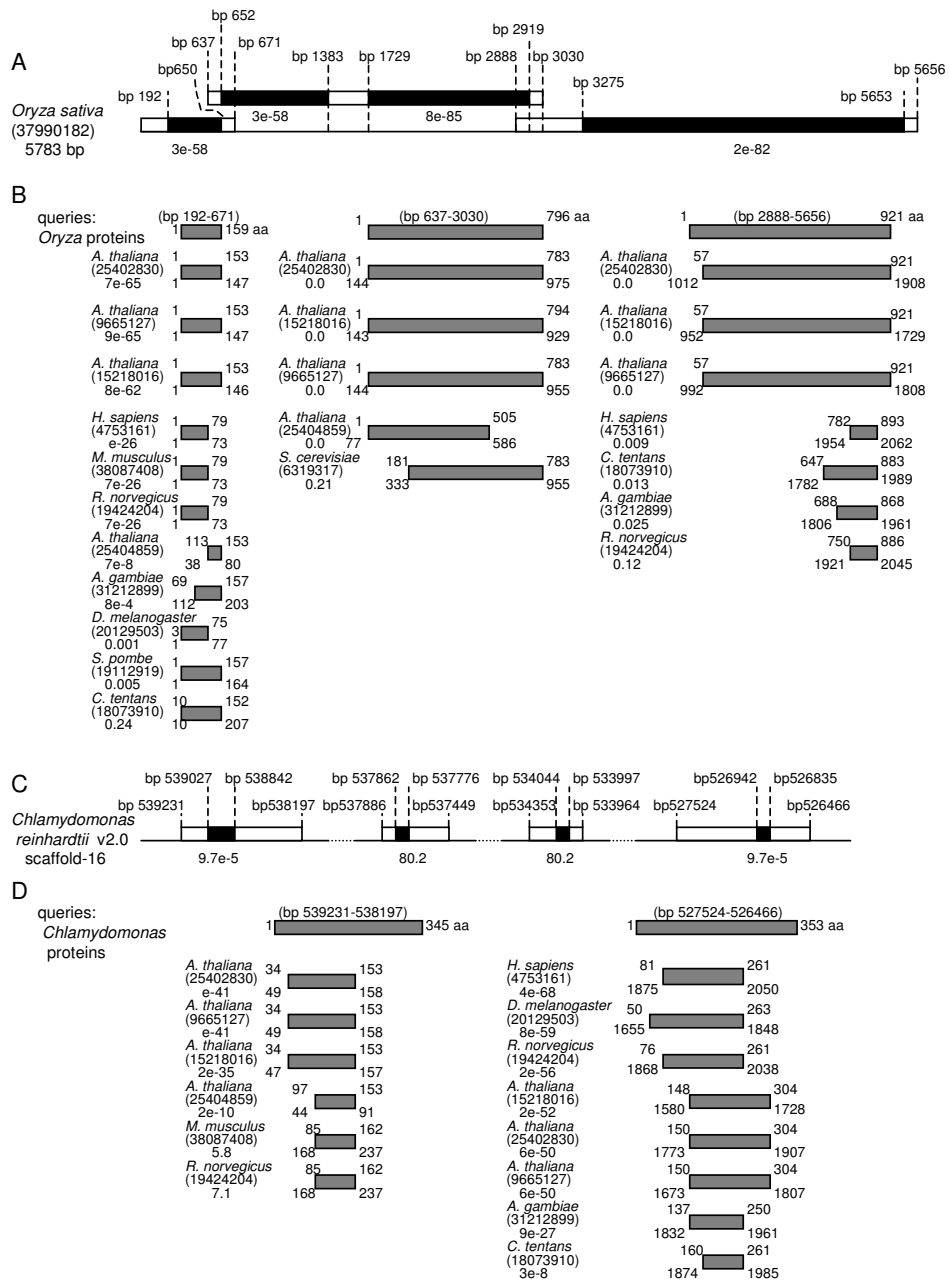 A
bp 637
bp 652
bp 671
bp650
bp 192
bp 1383
bp 1729
bp 2888
bp 2919
bp 3030
bp 3275
bp 5653
bp 5656
Oryza sativa
(37990182)
5783 bp
3e-58
3e-58
8e-85
2e-82
B
queries:
Oryza proteins
(bp 192-671)
1
159 aa
(bp 637-3030)
1
796 aa
(bp 2888-5656)
1
921 aa
A. thaliana
(25402830)
7e-65
1
153
1
147
A. thaliana
(25402830)
0.0
1
783
144
975
A. thaliana
(25402830)
0.0
57
921
1012
1908
A. thaliana
(9665127)
9e-65
1
153
1
147
A. thaliana
(15218016)
0.0
1
794
143
929
A. thaliana
(15218016)
0.0
57
921
952
1729
A. thaliana
(15218016)
8e-62
1
153
1
146
A. thaliana
(9665127)
0.0
1
783
144
955
A. thaliana
(9665127)
0.0
57
921
992
1808
H. sapiens
(4753161)
e-26
1
79
1
73
A. thaliana
(25404859)
0.0
1
505
77
586
H. sapiens
(4753161)
0.009
782
893
1954
2062
M. musculus
(38087408)
7e-26
1
79
1
73
S. cerevisiae
(6319317)
0.21
181
783
333
955
C. tentans
(18073910)
0.013
647
883
1782
1989
R. norvegicus
(19424204)
7e-26
1
79
1
73
A. gambiae
(31212899)
0.025
688
868
1806
1961
A. thaliana
(25404859)
7e-8
113
153
38
80
R. norvegicus
(19424204)
0.12
750
886
1921
2045
A. gambiae
(31212899)
8e-4
69
157
112
203
D. melanogaster
(20129503)
0.001
3
75
1
77
S. pombe
(19112919)
0.005
1
157
1
164
C. tentans
(18073910)
0.24
10
152
10
207
C
bp 539027
bp 538842
bp 537862
bp 537776
bp 534044
bp 533997
bp526942
bp526835
bp 539231
bp538197
bp537886
bp537449
bp534353
bp 533964
bp527524
bp526466
Chlamydomonas
reinhardtii v2.0
scaffold-16
9.7e-5
80.2
80.2
9.7e-5
D
queries:
Chlamydomonas
proteins
(bp 539231-538197)
1
345 aa
(bp 527524-526466)
1
353 aa
A. thaliana
(25402830)
e-41
34
153
49
158
H. sapiens
(4753161)
4e-68
81
261
1875
2050
A. thaliana
(9665127)
e-41
34
153
49
158
D. melanogaster
(20129503)
8e-59
50
263
1655
1848
A. thaliana
(15218016)
2e-35
34
153
47
157
R. norvegicus
(19424204)
2e-56
76
261
1868
2038
A. thaliana
(25404859)
2e-10
97
153
44
91
A. thaliana
(15218016)
2e-52
148
304
1580
1728
M. musculus
(38087408)
5.8
85
162
168
237
A. thaliana
(25402830)
6e-50
150
304
1773
1907
R. norvegicus
(19424204)
7.1
85
162
168
237
A. thaliana
(9665127)
6e-50
150
304
1673
1807
A. gambiae
(31212899)
9e-27
137
250
1832
1961
C. tentans
(18073910)
3e-8
160
261
1874
1985